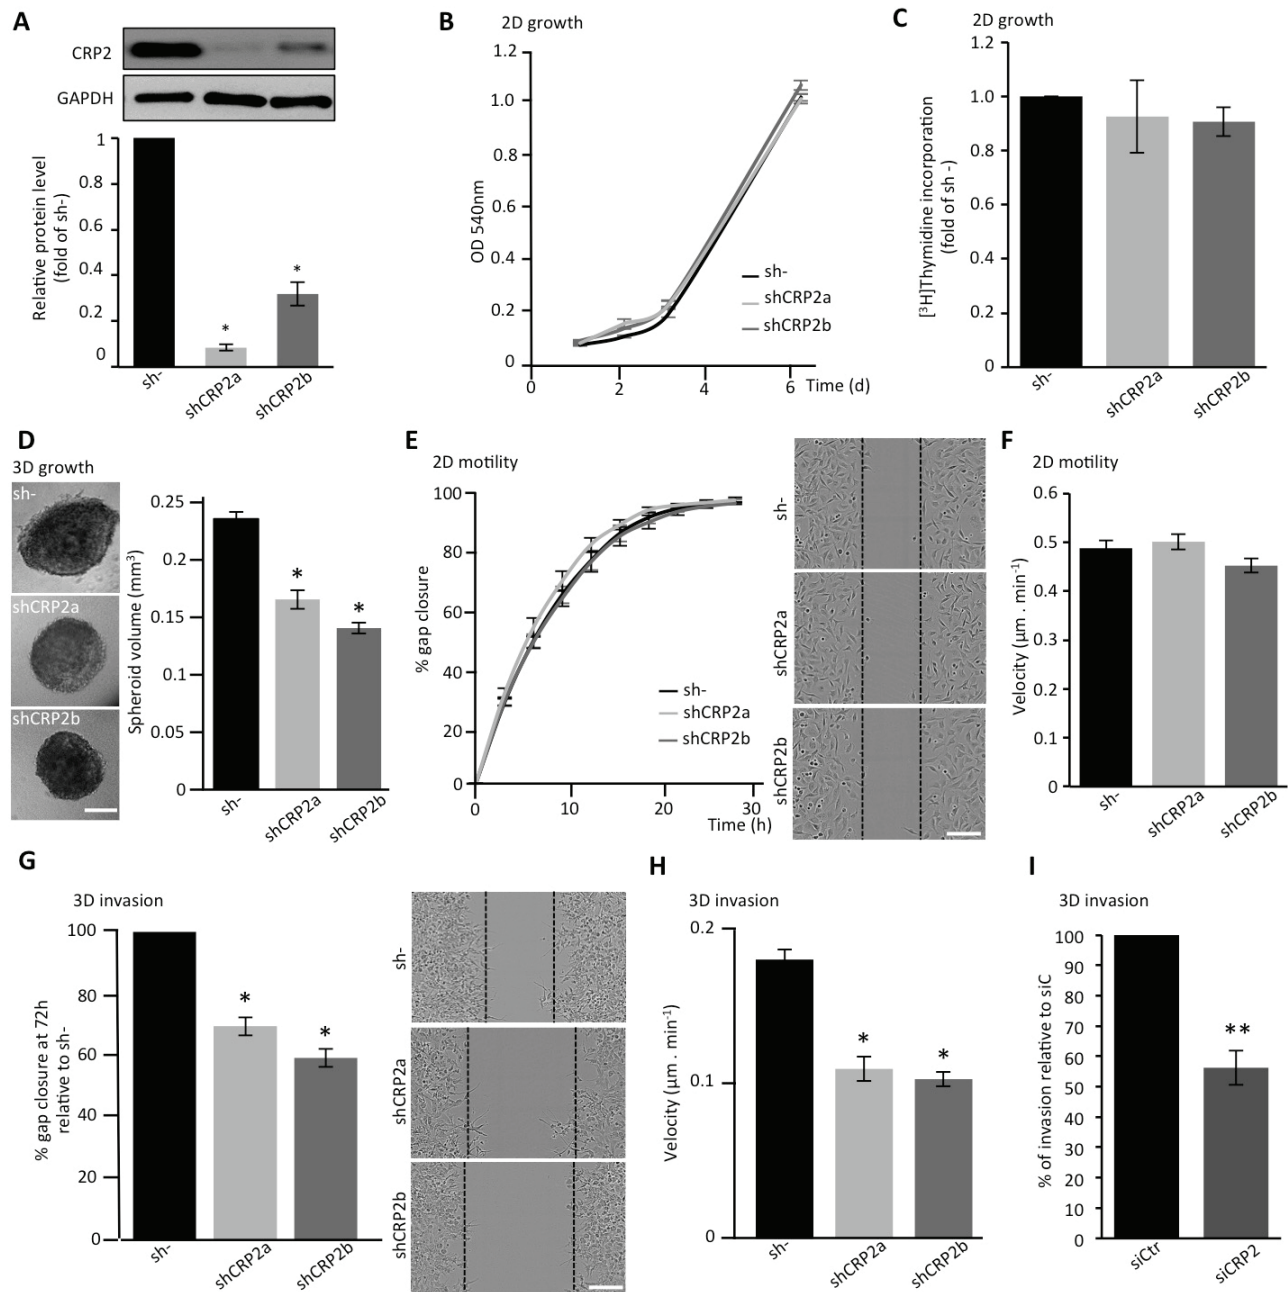 A
CRP2
GAPDH
Relative protein level
(fold of sh-)
1
0.8
0.6
0.4
0.2
0
*
*
sh-
shCRP2a
shCRP2b
B
2D growth
OD 540nm
1.2
1.0
0.8
0.6
0.4
0.2
0
sh-
shCRP2a
shCRP2b
0
2
4
6
Time (d)
C
2D growth
[³H]Thymidine incorporation
(fold of sh -)
1.2
1.0
0.8
0.6
0.4
0.2
0
sh-
shCRP2a
shCRP2b
D
3D growth
sh-
shCRP2a
shCRP2b
Spheroid volume (mm³)
0.25
0.2
0.15
0.1
0.05
0
*
*
sh-
shCRP2a
shCRP2b
E
2D motility
% gap closure
100
80
60
40
20
0
sh-
shCRP2a
shCRP2b
0
10
20
30
Time (h)
sh-
shCRP2a
shCRP2b
F
2D motility
Velocity (µm . min⁻¹)
0.6
0.5
0.4
0.3
0.2
0.1
0
sh-
shCRP2a
shCRP2b
G
3D invasion
% gap closure at 72h
relative to sh-
100
80
60
40
20
0
*
*
sh-
shCRP2a
shCRP2b
sh-
shCRP2a
shCRP2b
H
3D invasion
Velocity (µm . min⁻¹)
0.2
0.1
0
*
*
sh-
shCRP2a
shCRP2b
I
3D invasion
% of invasion relative to siC
100
90
80
70
60
50
40
30
20
10
0
**
siCtr
siCRP2